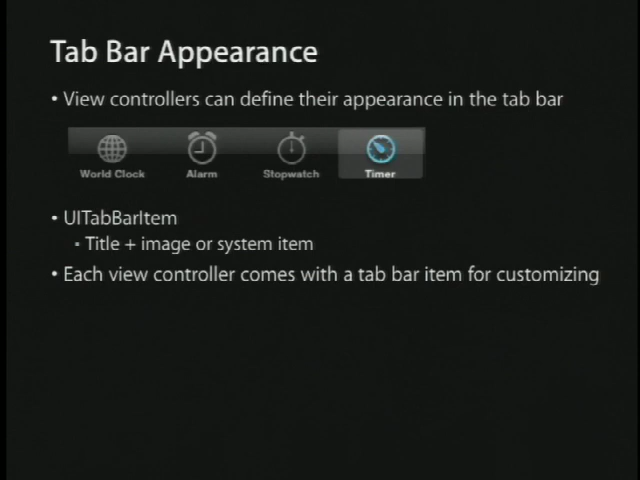 Tab Bar Appearance
• View controllers can define their appearance in the tab bar
World Clock Alarm Stopwatch Timer
• UITabBarItem
▪ Title + image or system item
• Each view controller comes with a tab bar item for customizing